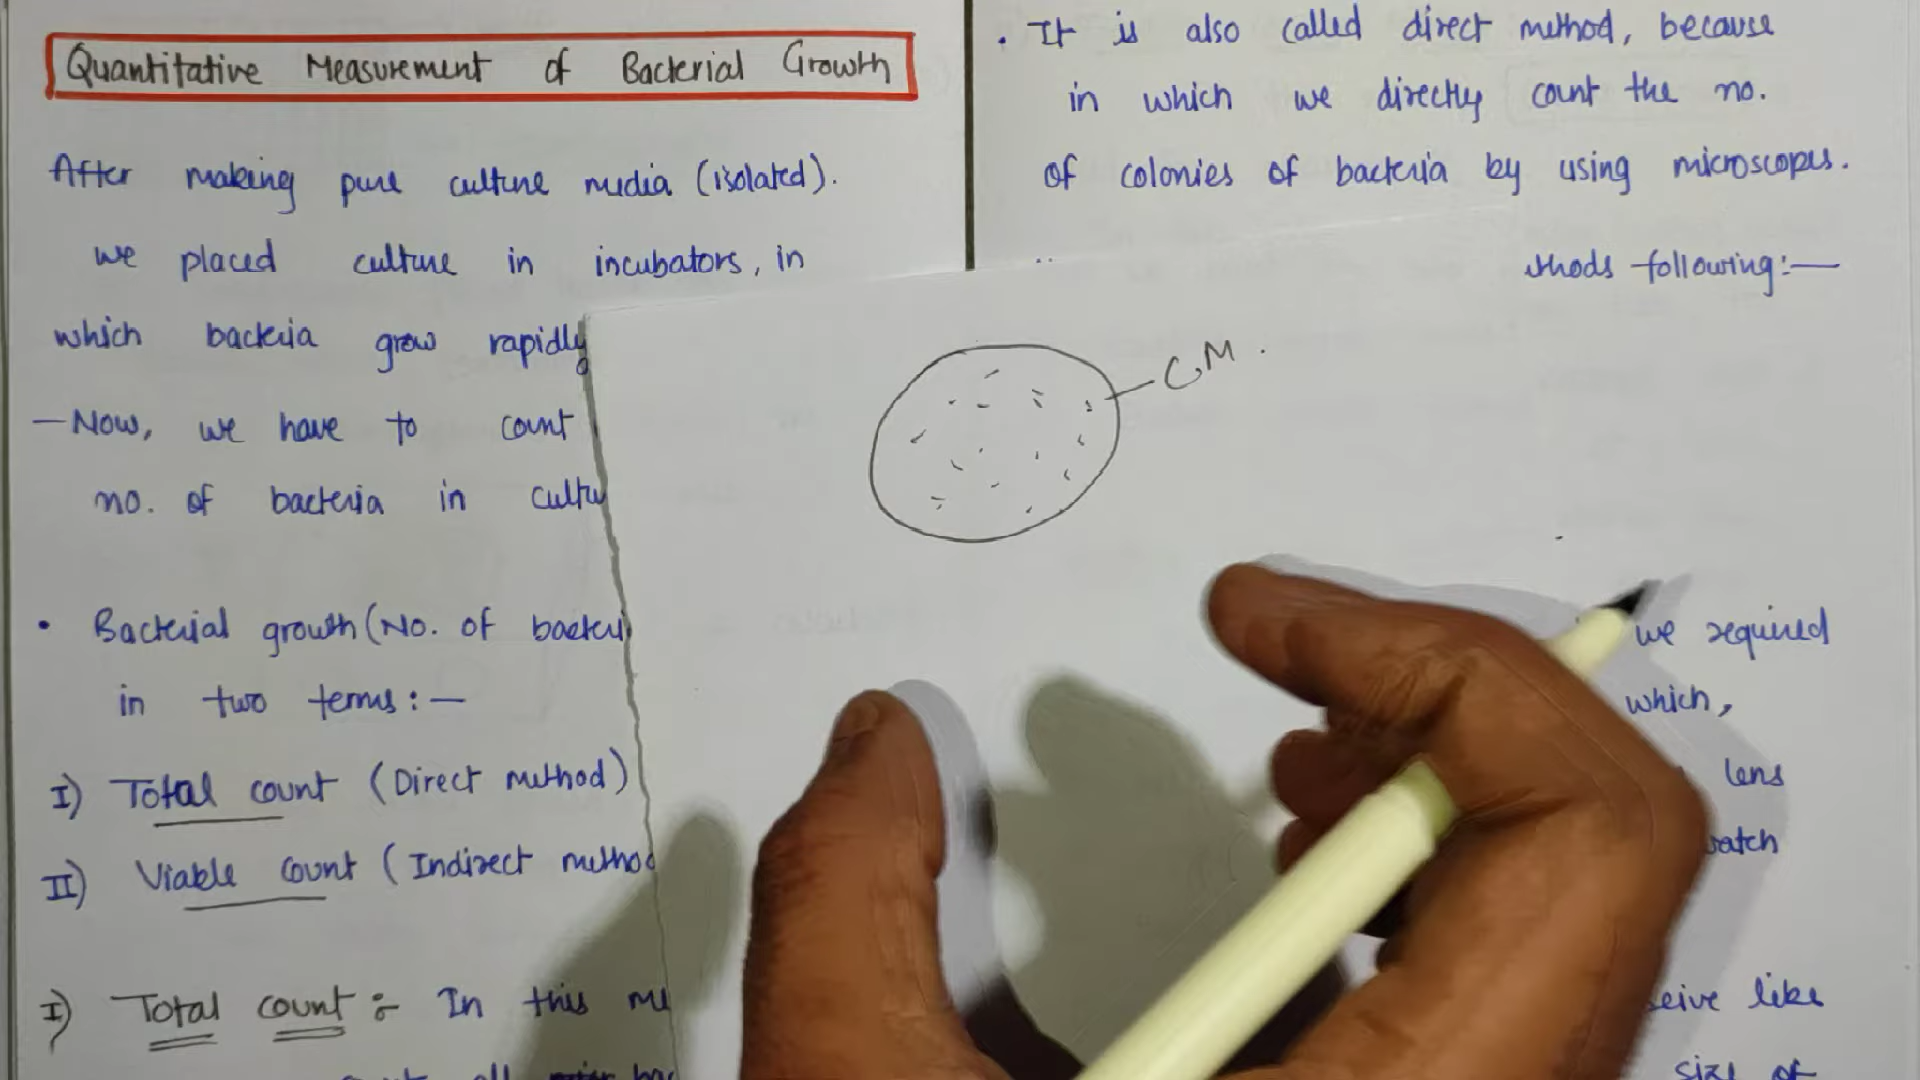 Quantitative Measurement of Bacterial Growth
After making pure culture media (isolated).
we placed culture in incubators, in
which bacteria grow rapidly
- Now, we have to count
no. of bacteria in
• Bacterial growth (No. of
in two terms : -
I) Total count (Direct method)
II) Viable count (Indirect
I) Total count :- In this
all
• It is also called direct method, because
in which we directly count the no.
of colonies of bacteria by using microscopes.
following :-
CM.
we required
which,
lens
like
size of